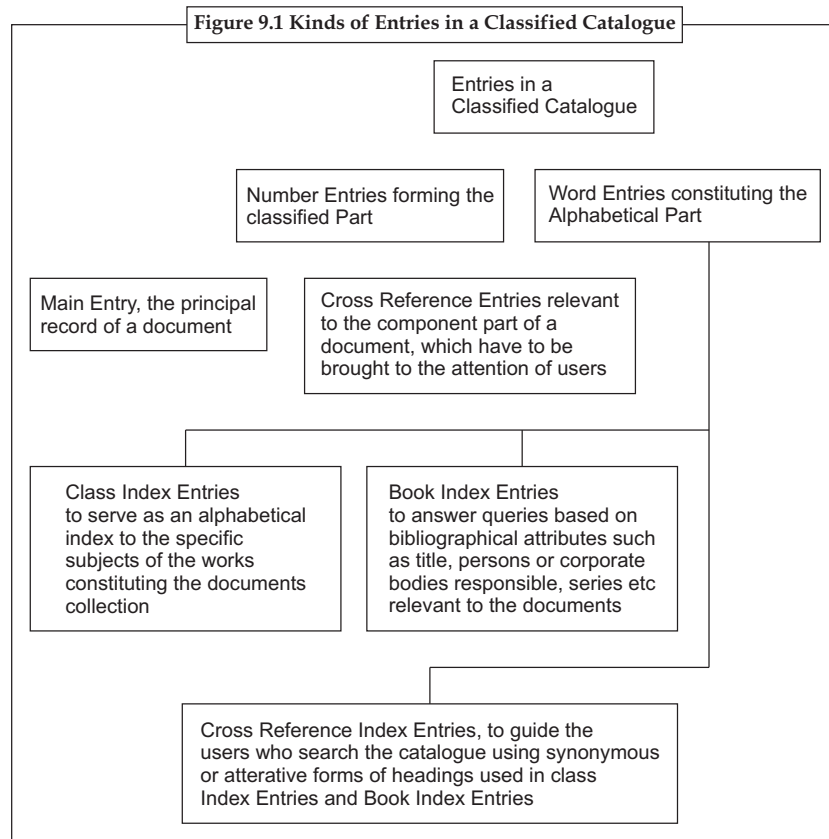 Figure 9.1 Kinds of Entries in a Classified Catalogue
Entries in a
Classified Catalogue
Number Entries forming the
classified Part
Word Entries constituting the
Alphabetical Part
Main Entry, the principal
record of a document
Cross Reference Entries relevant
to the component part of a
document, which have to be
brought to the attention of users
Class Index Entries
to serve as an alphabetical
index to the specific
subjects of the works
constituting the documents
collection
Book Index Entries
to answer queries based on
bibliographical attributes such
as title, persons or corporate
bodies responsible, series etc
relevant to the documents
Cross Reference Index Entries, to guide the
users who search the catalogue using synonymous
or atterative forms of headings used in class
Index Entries and Book Index Entries